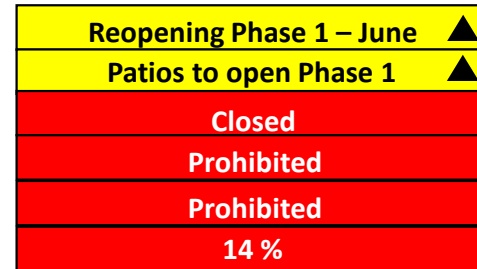 Reopening Phase 1 – June ▲
Patios to open Phase 1 ▲
Closed
Prohibited
Prohibited
14 %